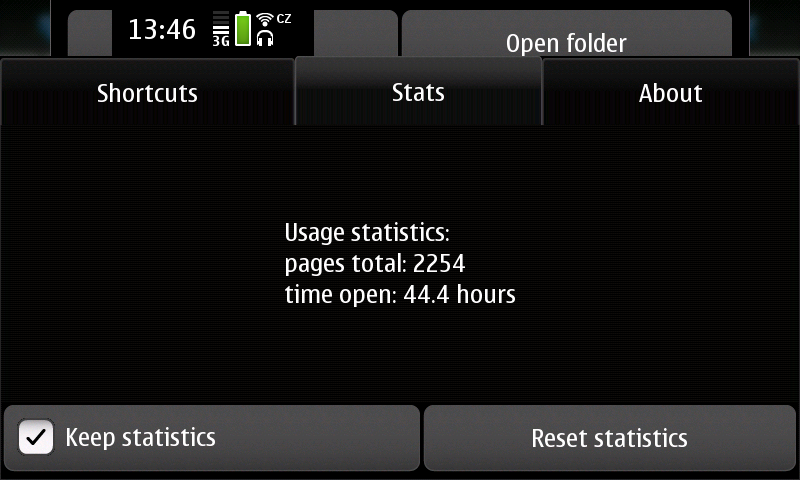 13:46
3G
CZ
Open folder
Shortcuts
Stats
About
Usage statistics:
pages total: 2254
time open: 44.4 hours
Keep statistics
Reset statistics